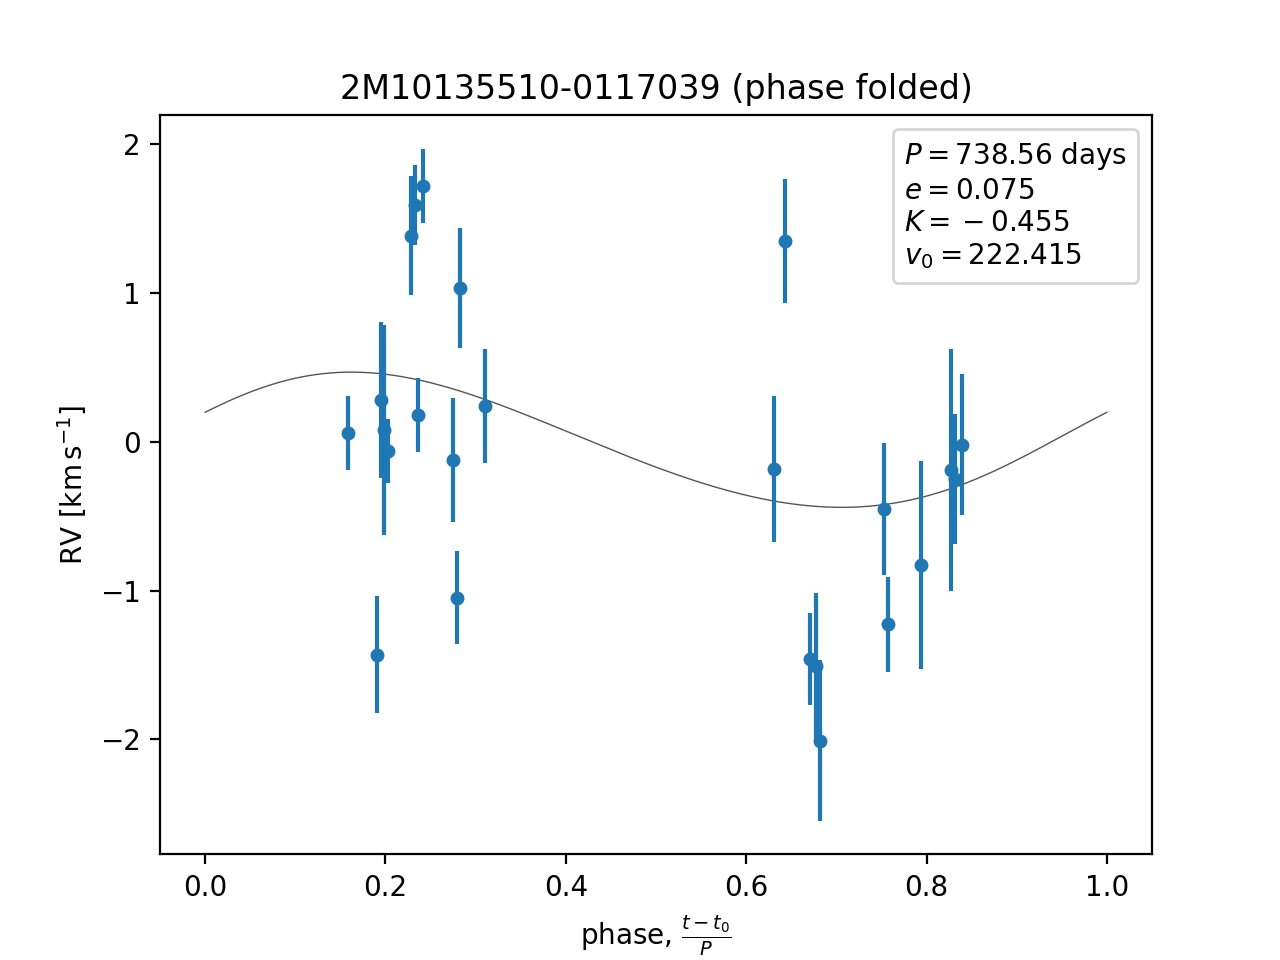 2M10135510-0117039 (phase folded)
P = 738.56 days
e = 0.075
K = −0.455
v₀ = 222.415
RV [km s⁻¹]
2
1
0
−1
−2
0.0 0.2 0.4 0.6 0.8 1.0
phase, (t − t₀)/P